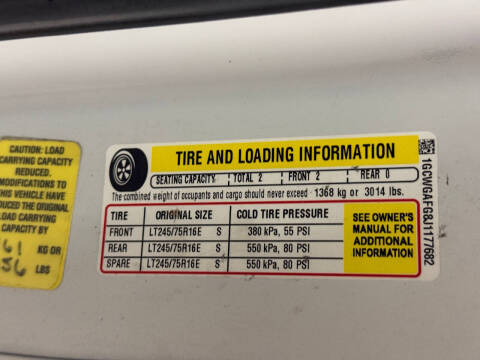 CAUTION: LOAD
CARRYING CAPACITY
REDUCED.
MODIFICATIONS TO
THIS VEHICLE HAVE
REDUCED THE ORIGINAL
LOAD CARRYING
CAPACITY BY
61 KG OR
LBS
TIRE AND LOADING INFORMATION
SEATING CAPACITY TOTAL 2 FRONT 2 REAR 0
The combined weight of occupants and cargo should never exceed 1368 kg or 3014 lbs.
TIRE ORIGINAL SIZE COLD TIRE PRESSURE
FRONT LT245/75R16E S 380 kPa, 55 PSI
REAR LT245/75R16E S 550 kPa, 80 PSI
SPARE LT245/75R16E S 550 kPa, 80 PSI
SEE OWNER'S
MANUAL FOR
ADDITIONAL
INFORMATION
1GCWGAFG8J1177682